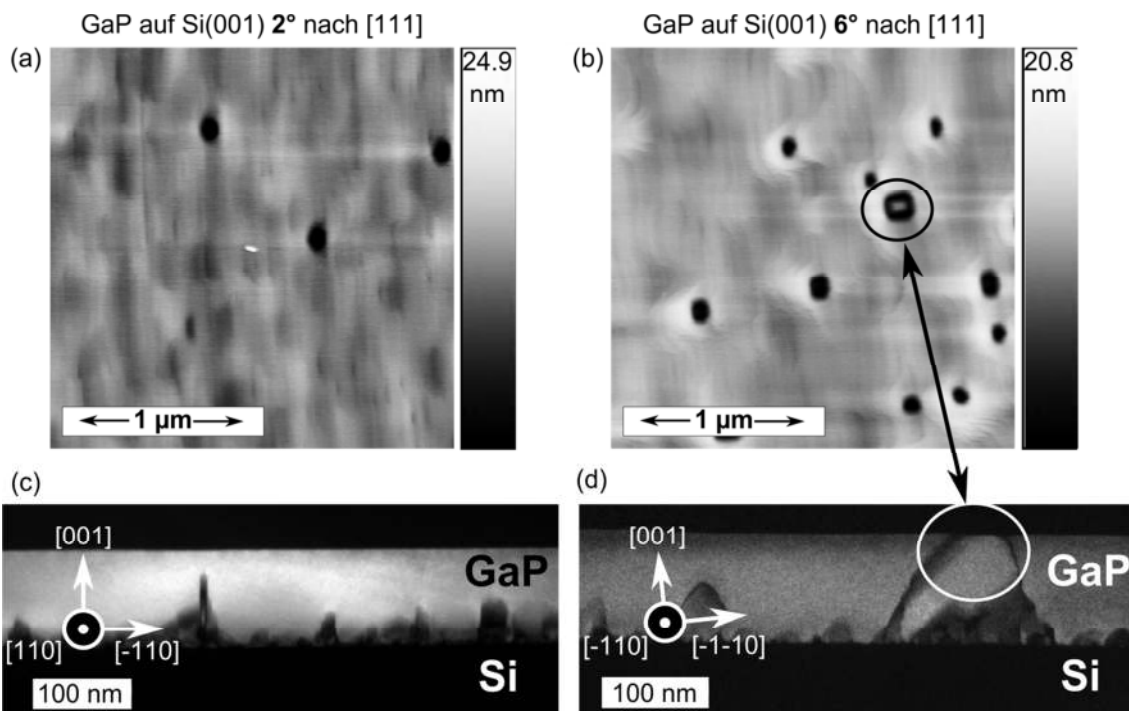 GaP auf Si(001) 2° nach [111]
GaP auf Si(001) 6° nach [111]
(a)
24.9
nm
1 µm
(b)
20.8
nm
1 µm
(c)
[001]
GaP
[110]
[-110]
Si
100 nm
(d)
[001]
GaP
[-110]
[-1-10]
Si
100 nm